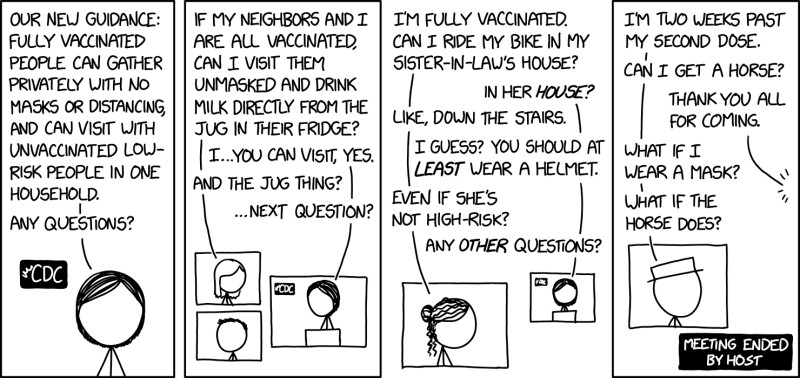 OUR NEW GUIDANCE:
FULLY VACCINATED
PEOPLE CAN GATHER
PRIVATELY WITH NO
MASKS OR DISTANCING,
AND CAN VISIT WITH
UNVACCINATED LOW-
RISK PEOPLE IN ONE
HOUSEHOLD.
ANY QUESTIONS?
CDC
IF MY NEIGHBORS AND I
ARE ALL VACCINATED,
CAN I VISIT THEM
UNMASKED AND DRINK
MILK DIRECTLY FROM THE
JUG IN THEIR FRIDGE?
I...YOU CAN VISIT, YES.
AND THE JUG THING?
...NEXT QUESTION?
CDC
I'M FULLY VACCINATED.
CAN I RIDE MY BIKE IN MY
SISTER-IN-LAW'S HOUSE?
IN HER HOUSE?
LIKE, DOWN THE STAIRS.
I GUESS? YOU SHOULD AT
LEAST WEAR A HELMET.
EVEN IF SHE'S
NOT HIGH-RISK?
ANY OTHER QUESTIONS?
I'M TWO WEEKS PAST
MY SECOND DOSE.
CAN I GET A HORSE?
THANK YOU ALL
FOR COMING.
WHAT IF I
WEAR A MASK?
WHAT IF THE
HORSE DOES?
MEETING ENDED
BY HOST